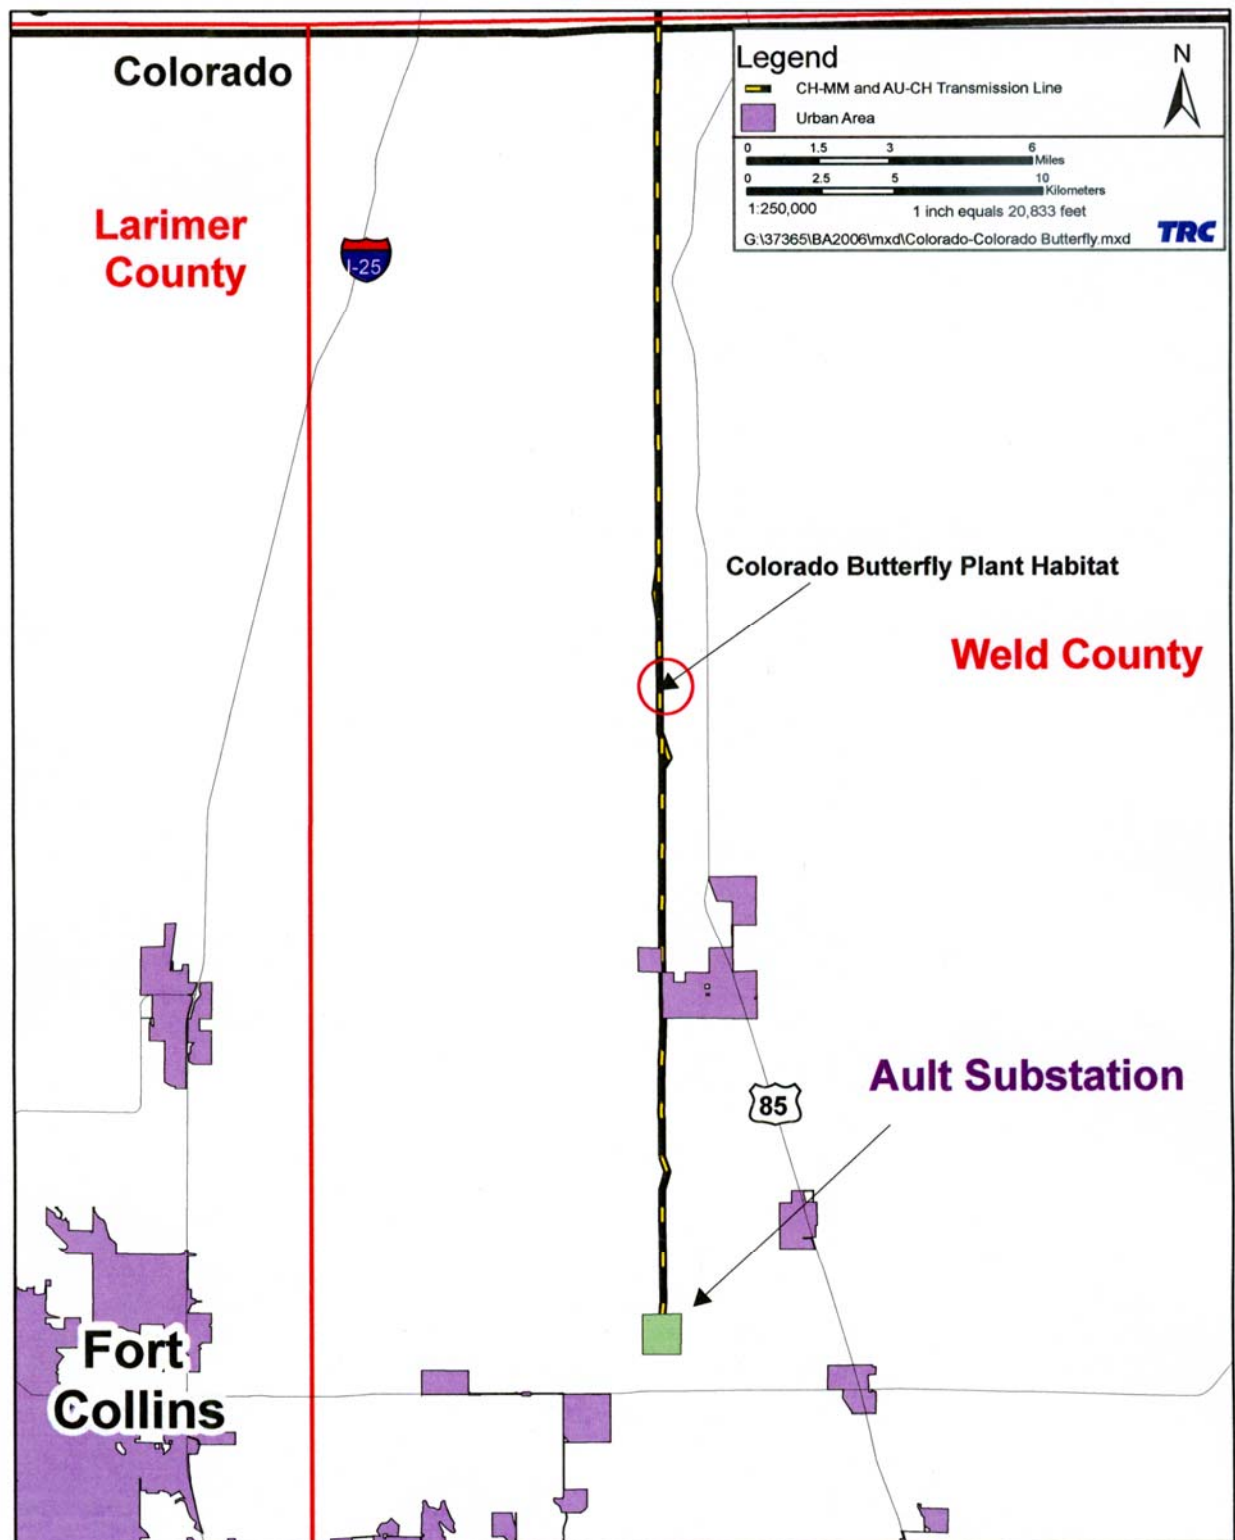 Colorado
Legend
N
CH-MM and AU-CH Transmission Line
Urban Area
0 1.5 3 6
Miles
0 2.5 5 10
Kilometers
1:250,000 1 inch equals 20,833 feet
G:\37365\BA2006\mxd\Colorado-Colorado Butterfly.mxd
TRC
Larimer
County
I-25
Colorado Butterfly Plant Habitat
Weld County
Ault Substation
85
Fort
Collins